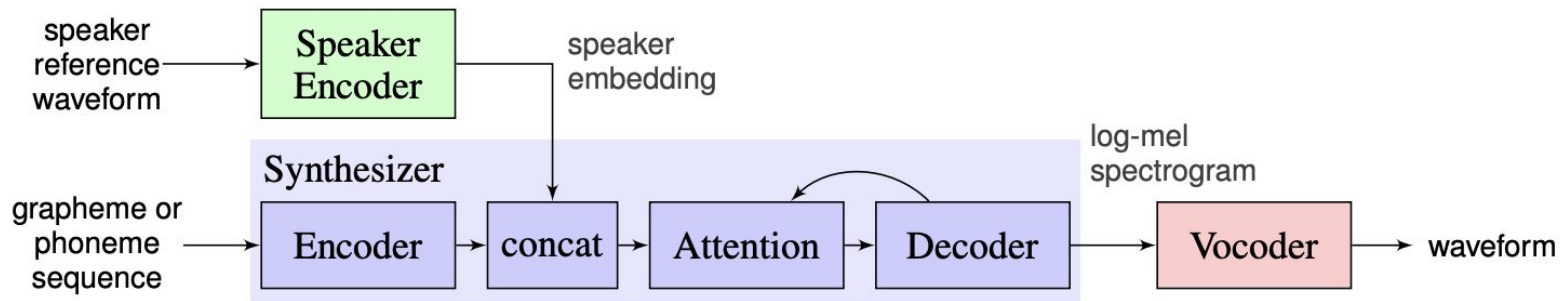 speaker
reference
waveform
Speaker
Encoder
speaker
embedding
Synthesizer
log-mel
spectrogram
grapheme or
phoneme
sequence
Encoder
concat
Attention
Decoder
Vocoder
waveform